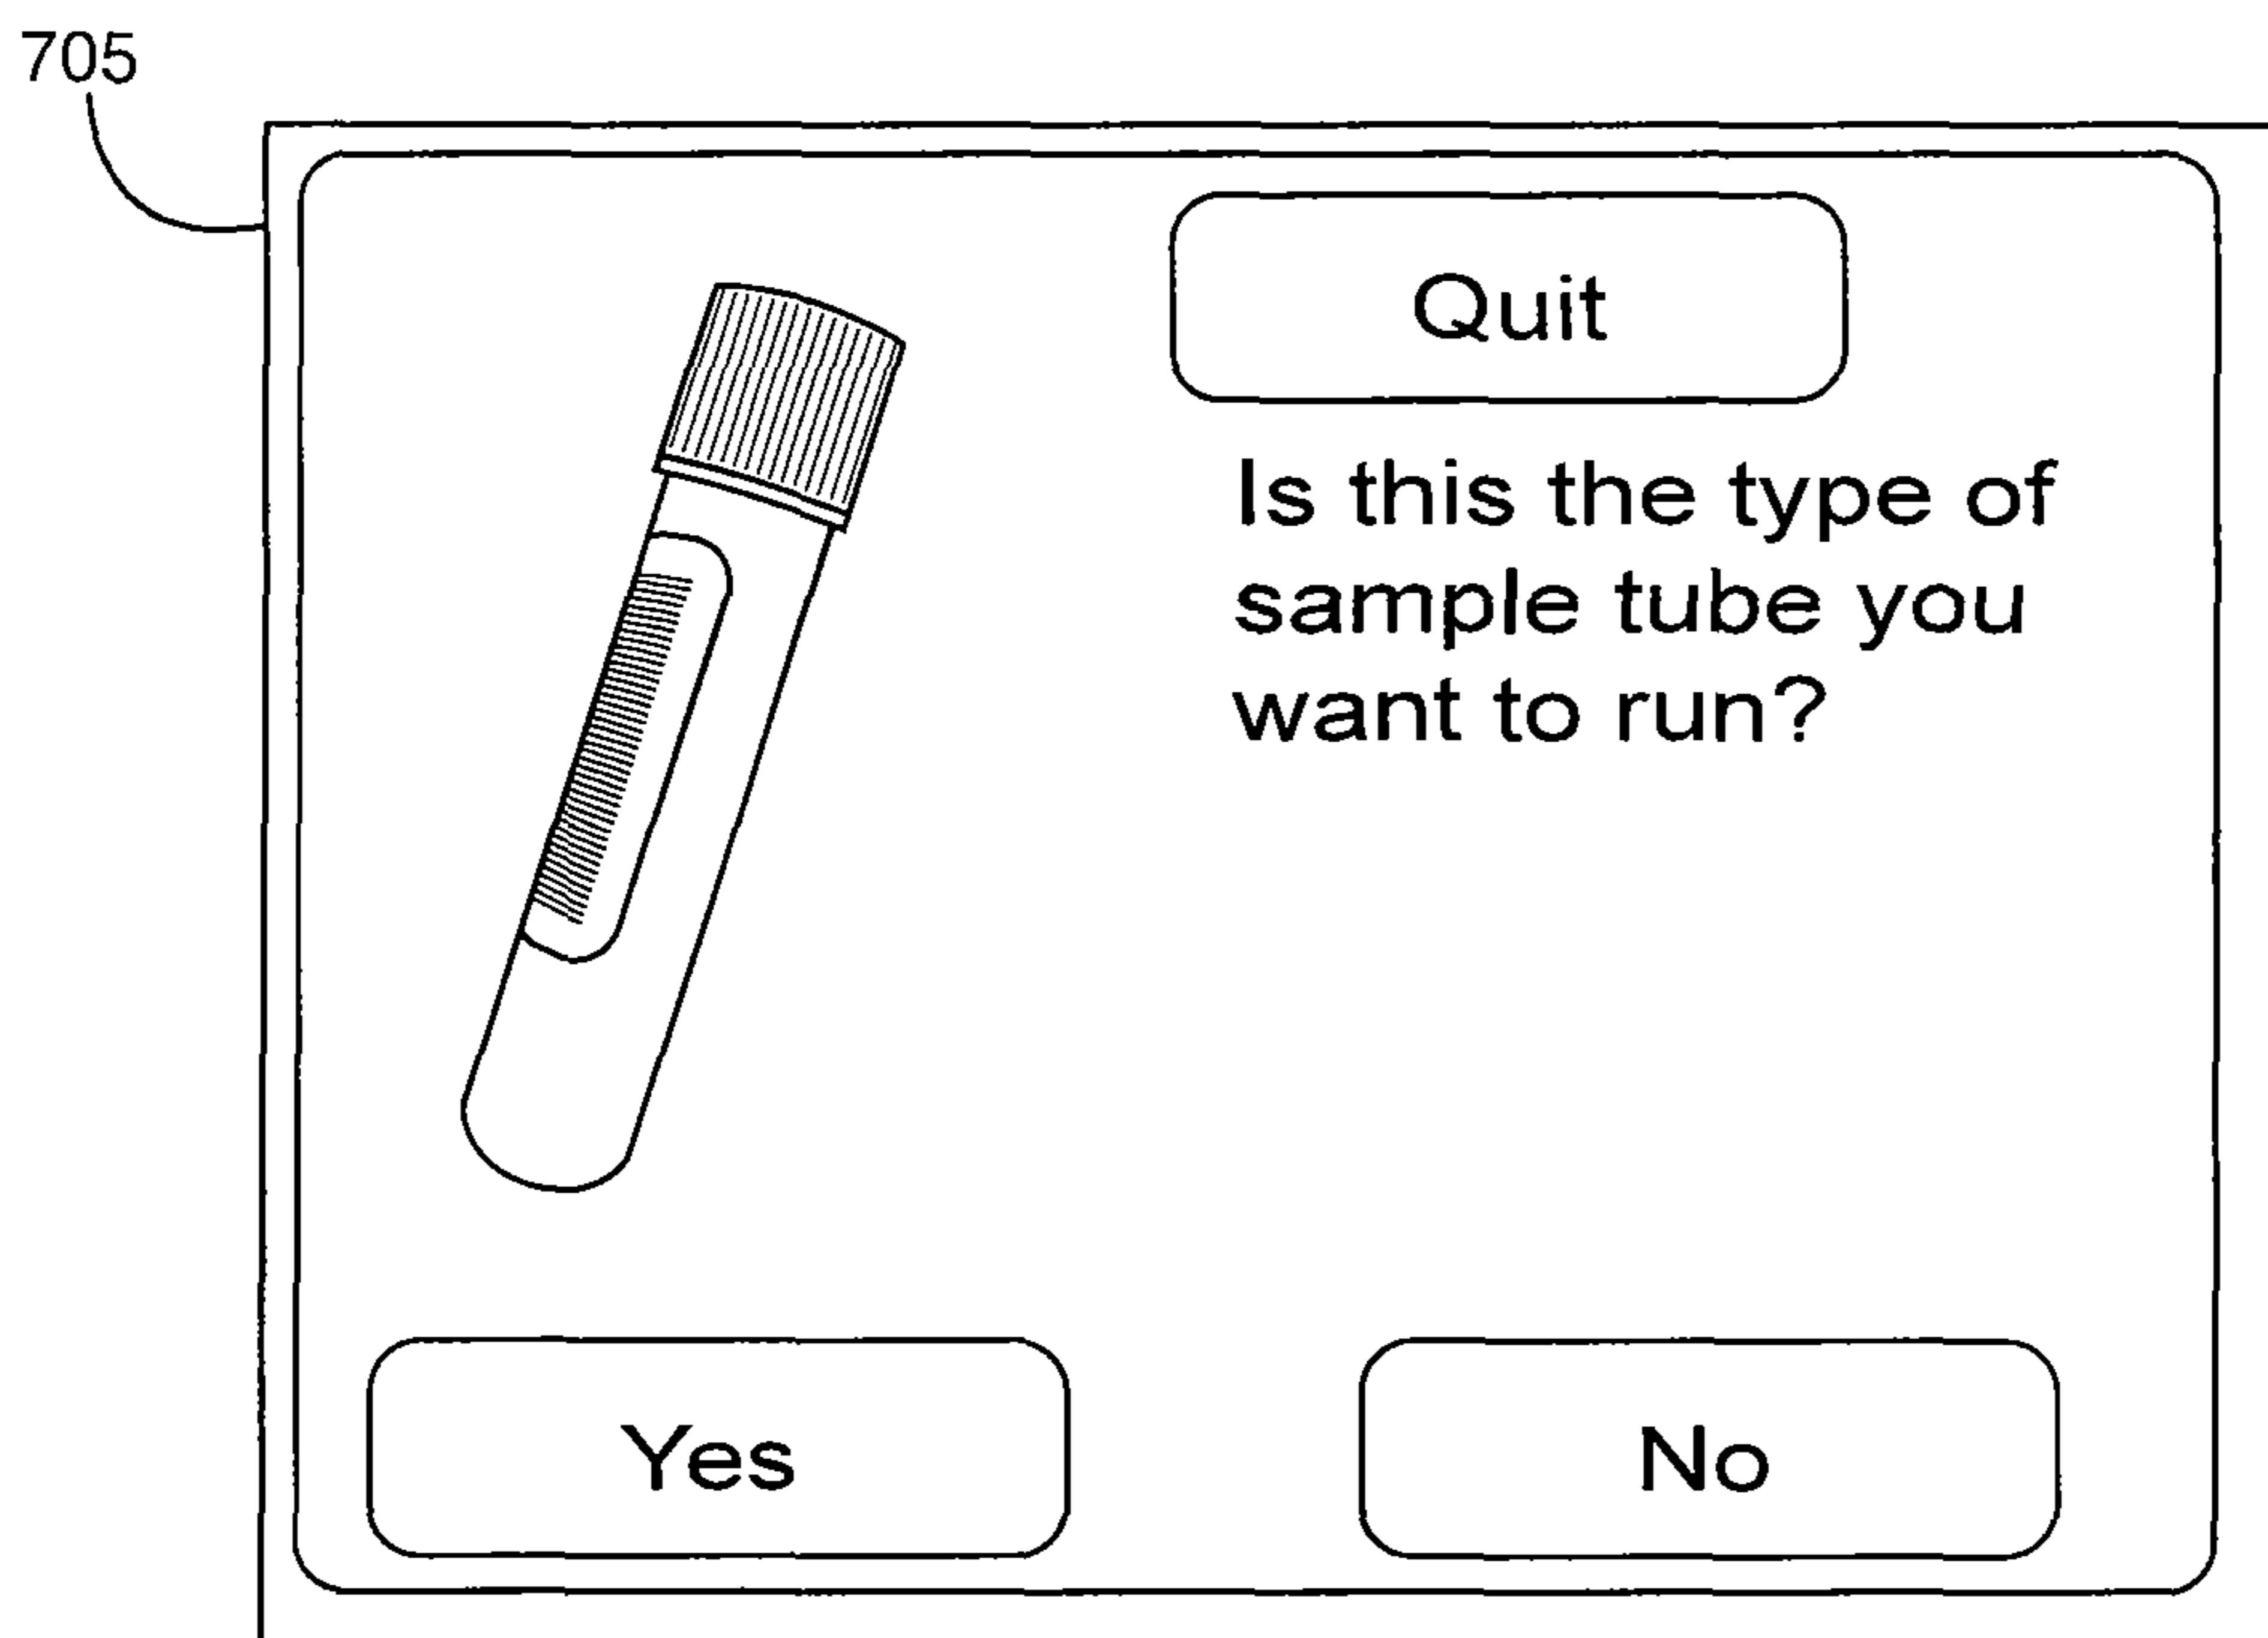 705
Quit
Is this the type of
sample tube you
want to run?
Yes
No